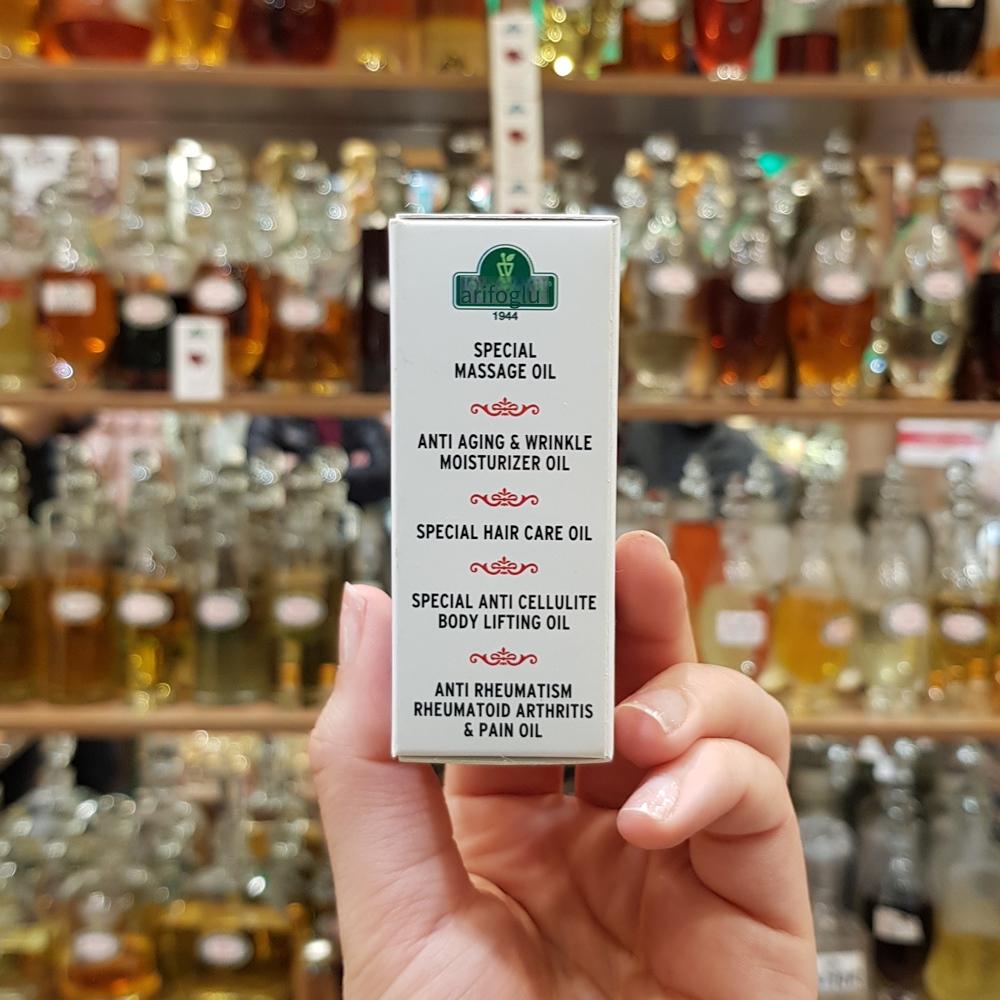 arifoglu
1944
SPECIAL
MASSAGE OIL
ANTI AGING & WRINKLE
MOISTURIZER OIL
SPECIAL HAIR CARE OIL
SPECIAL ANTI CELLULITE
BODY LIFTING OIL
ANTI RHEUMATISM
RHEUMATOID ARTHRITIS
& PAIN OIL